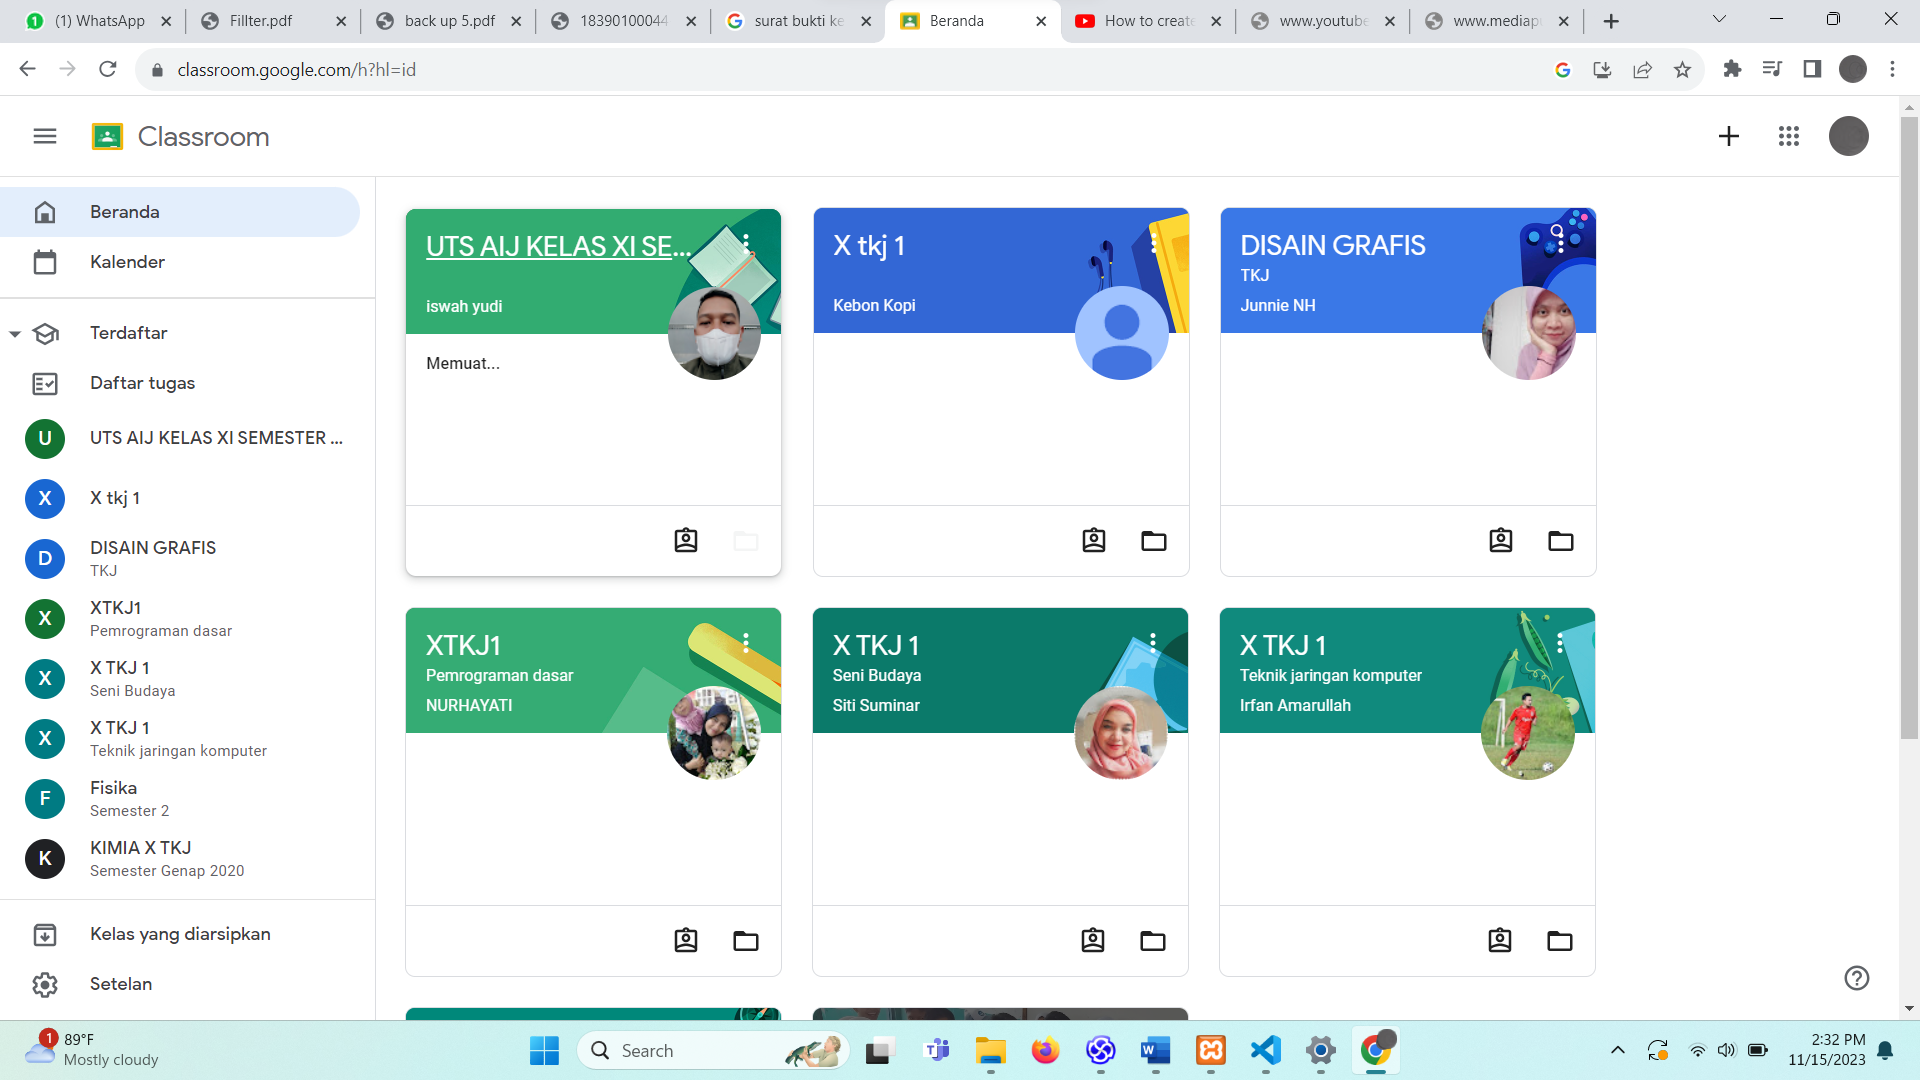 (1) WhatsApp
Fillter.pdf
back up 5.pdf
18390100044
surat bukti ke
Beranda
How to create
www.youtube
www.mediap
classroom.google.com/h?hl=id
Classroom
Beranda
Kalender
Terdaftar
Daftar tugas
U UTS AIJ KELAS XI SEMESTER ...
X X tkj 1
D DISAIN GRAFIS
TKJ
X XTKJ1
Pemrograman dasar
X X TKJ 1
Seni Budaya
X X TKJ 1
Teknik jaringan komputer
F Fisika
Semester 2
K KIMIA X TKJ
Semester Genap 2020
Kelas yang diarsipkan
Setelan
UTS AIJ KELAS XI SE...
iswah yudi
Memuat...
X tkj 1
Kebon Kopi
DISAIN GRAFIS
TKJ
Junnie NH
XTKJ1
Pemrograman dasar
NURHAYATI
X TKJ 1
Seni Budaya
Siti Suminar
X TKJ 1
Teknik jaringan komputer
Irfan Amarullah
1
89°F
Mostly cloudy
Search
2:32 PM
11/15/2023